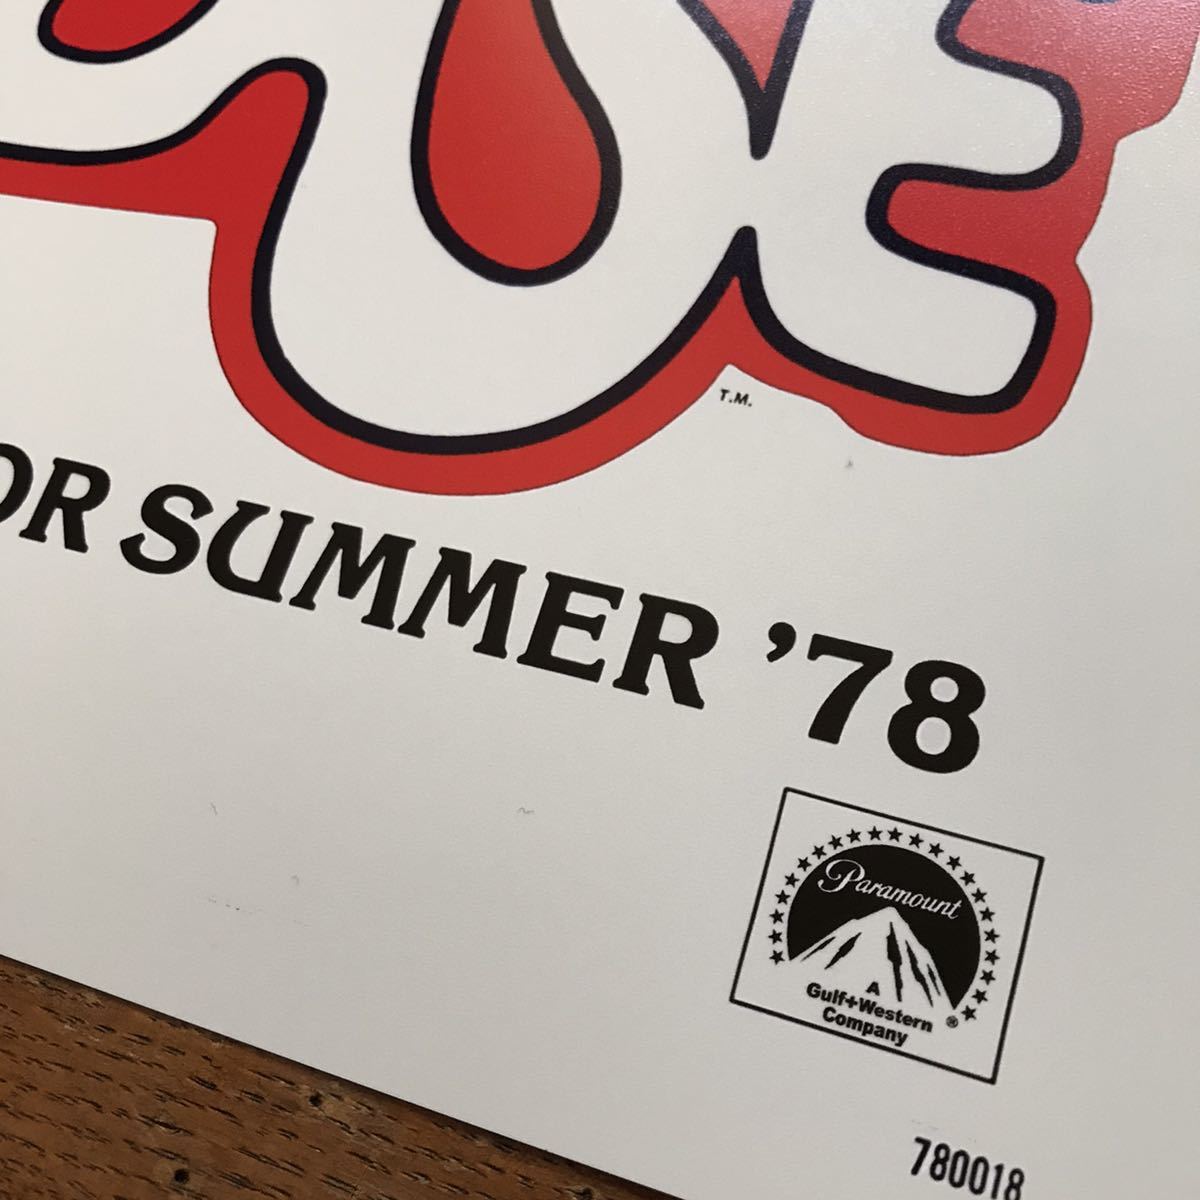 T.M.
OR SUMMER ’78
Paramount
A
Gulf+Western
Company
®
780018